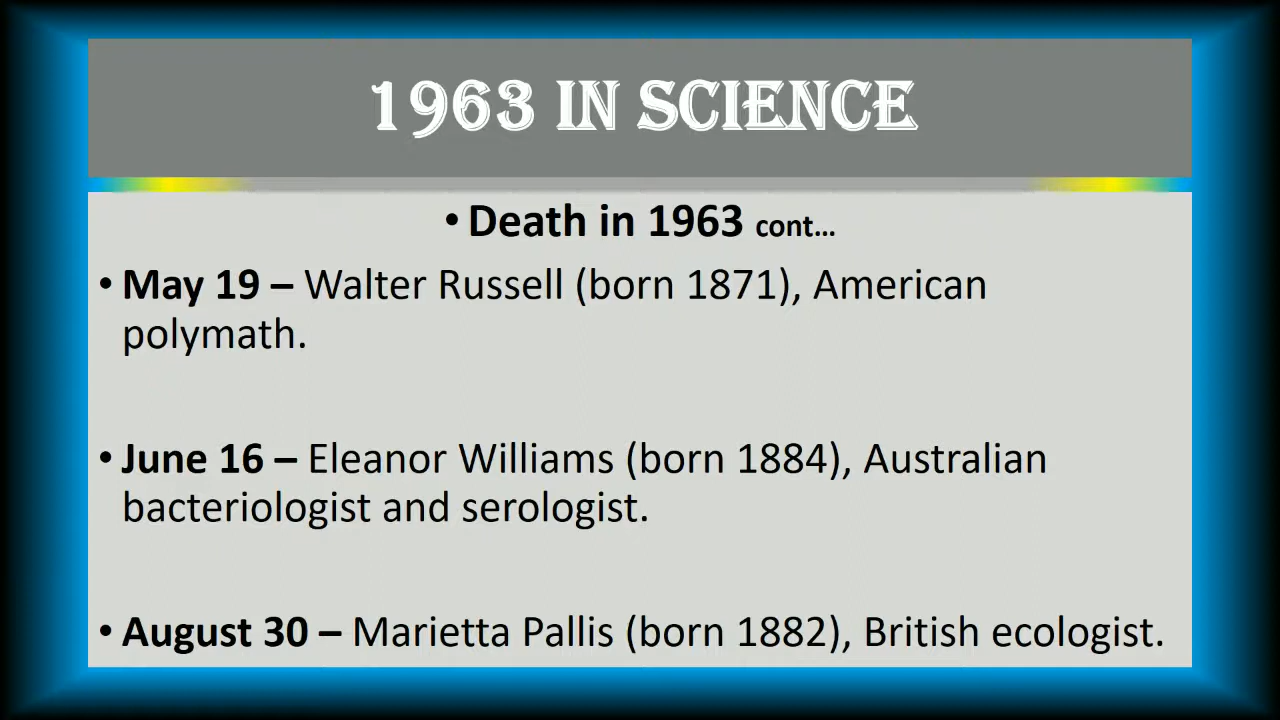 1963 IN SCIENCE
• Death in 1963 cont...
• May 19 – Walter Russell (born 1871), American
polymath.
• June 16 – Eleanor Williams (born 1884), Australian
bacteriologist and serologist.
• August 30 – Marietta Pallis (born 1882), British ecologist.